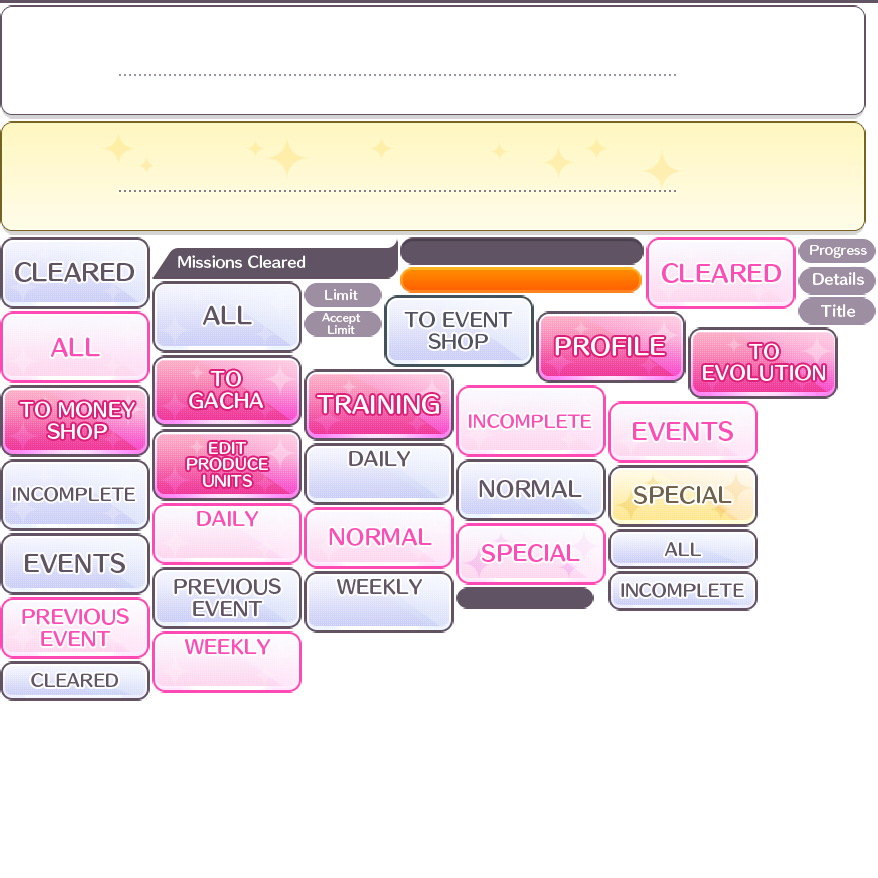 CLEARED
Missions Cleared
CLEARED
Progress
Details
Title
ALL
Limit
Accept
Limit
TO EVENT
SHOP
PROFILE
TO
EVOLUTION
ALL
TO
GACHA
TRAINING
INCOMPLETE
EVENTS
TO MONEY
SHOP
EDIT
PRODUCE
UNITS
DAILY
NORMAL
SPECIAL
INCOMPLETE
DAILY
NORMAL
SPECIAL
ALL
EVENTS
PREVIOUS
EVENT
WEEKLY
INCOMPLETE
PREVIOUS
EVENT
WEEKLY
CLEARED